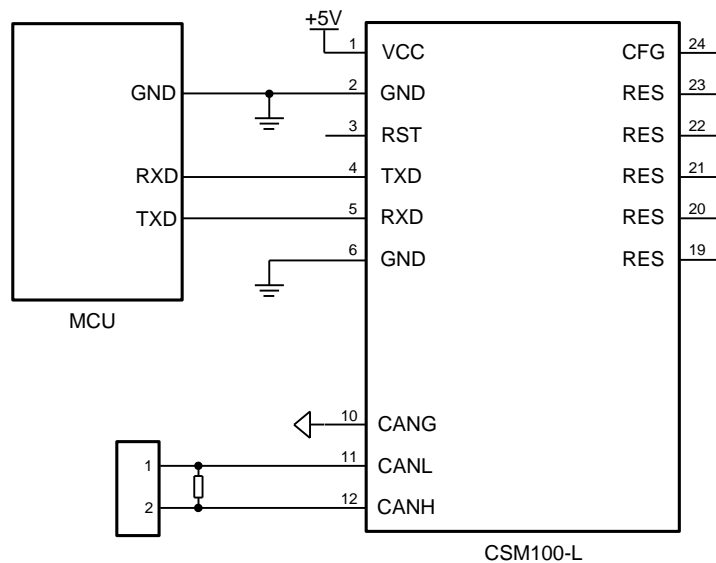 +5V
1 VCC CFG 24
GND 2 GND RES 23
3 RST RES 22
RXD 4 TXD RES 21
TXD 5 RXD RES 20
6 GND RES 19
MCU
10 CANG
1 11 CANL
2 12 CANH
CSM100-L